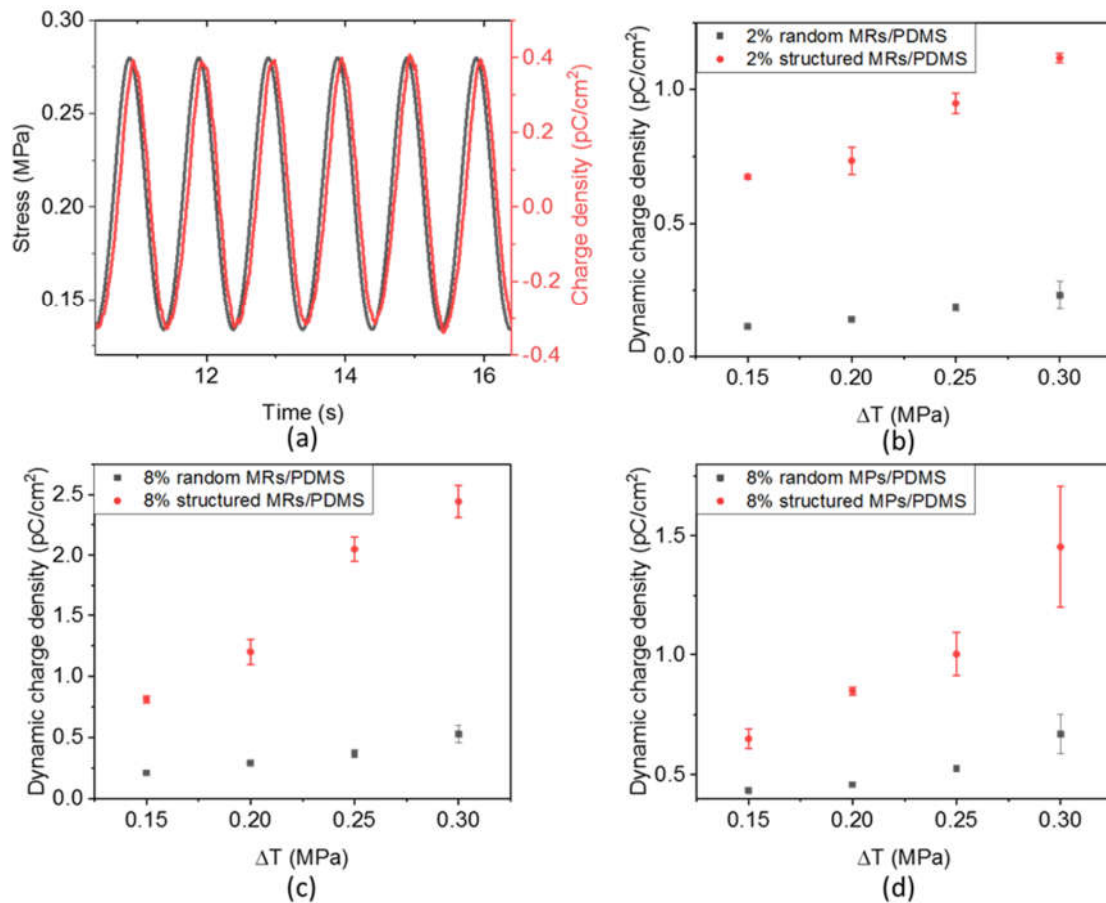 0.30
0.25
0.20
0.15
Stress (MPa)
0.4
0.2
0.0
-0.2
-0.4
Charge density (pC/cm²)
12
14
16
Time (s)
(a)
2% random MRs/PDMS
2% structured MRs/PDMS
1.0
0.5
0.0
Dynamic charge density (pC/cm²)
0.15
0.20
0.25
0.30
ΔT (MPa)
(b)
8% random MRs/PDMS
8% structured MRs/PDMS
2.5
2.0
1.5
1.0
0.5
0.0
Dynamic charge density (pC/cm²)
0.15
0.20
0.25
0.30
ΔT (MPa)
(c)
8% random MPs/PDMS
8% structured MPs/PDMS
1.5
1.0
0.5
Dynamic charge density (pC/cm²)
0.15
0.20
0.25
0.30
ΔT (MPa)
(d)